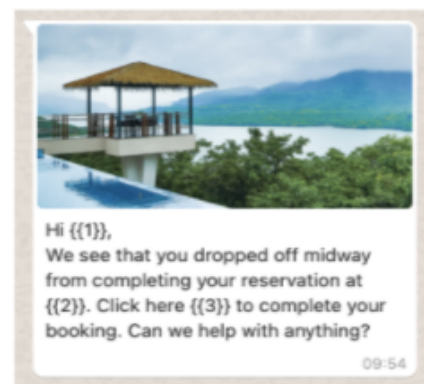 Hi {{1}},
We see that you dropped off midway
from completing your reservation at
{{2}}. Click here {{3}} to complete your
booking. Can we help with anything?
09:54